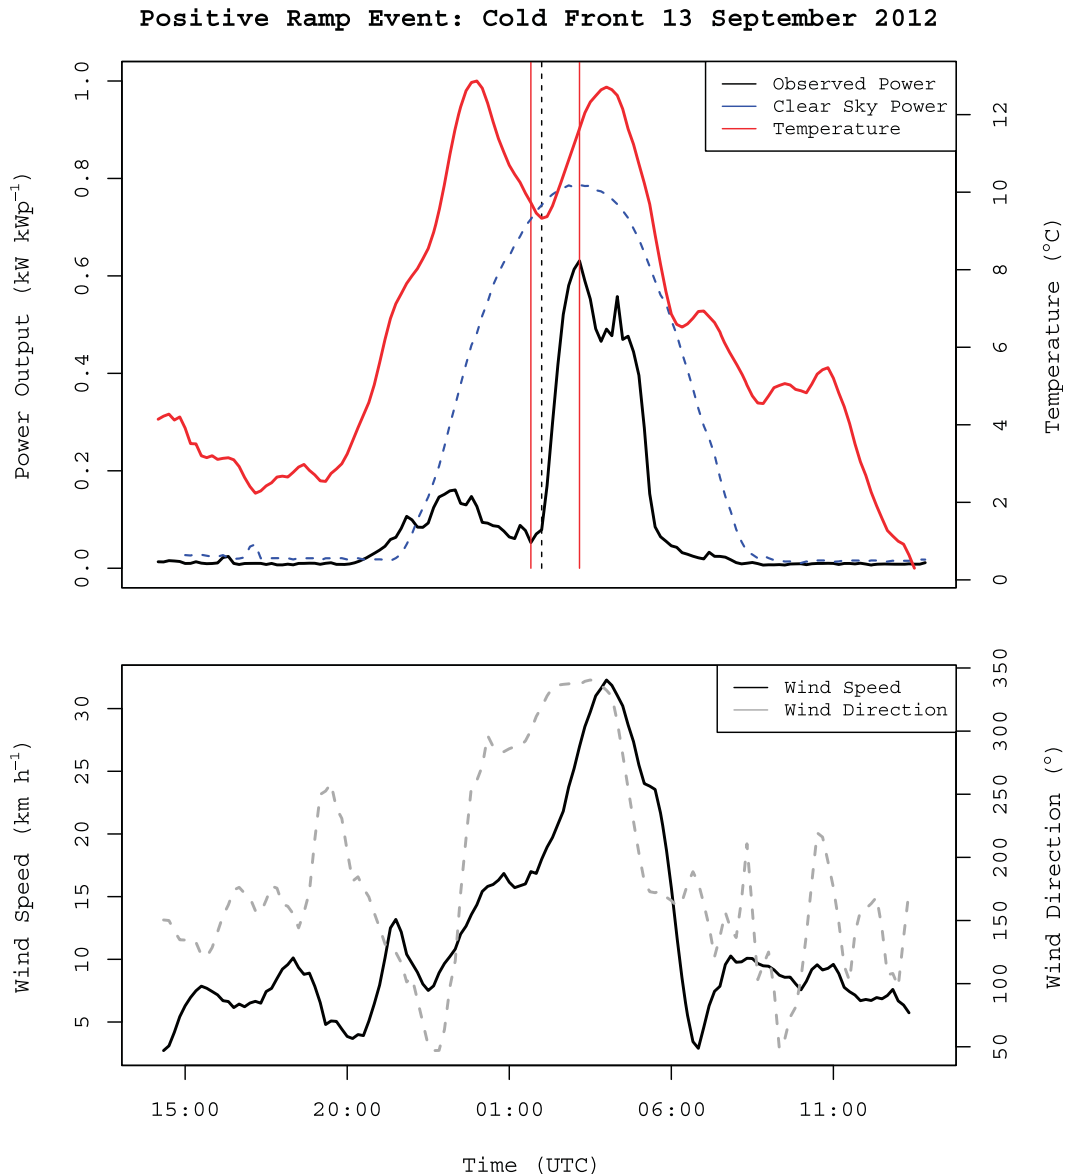 Positive Ramp Event: Cold Front 13 September 2012
Observed Power
Clear Sky Power
Temperature
Power Output (kW kWp−1)
0.0
0.2
0.4
0.6
0.8
1.0
Temperature (°C)
0
2
4
6
8
10
12
Wind Speed
Wind Direction
Wind Speed (km h−1)
5
10
15
20
25
30
Wind Direction (°)
50
100
150
200
250
300
350
15:00
20:00
01:00
06:00
11:00
Time (UTC)